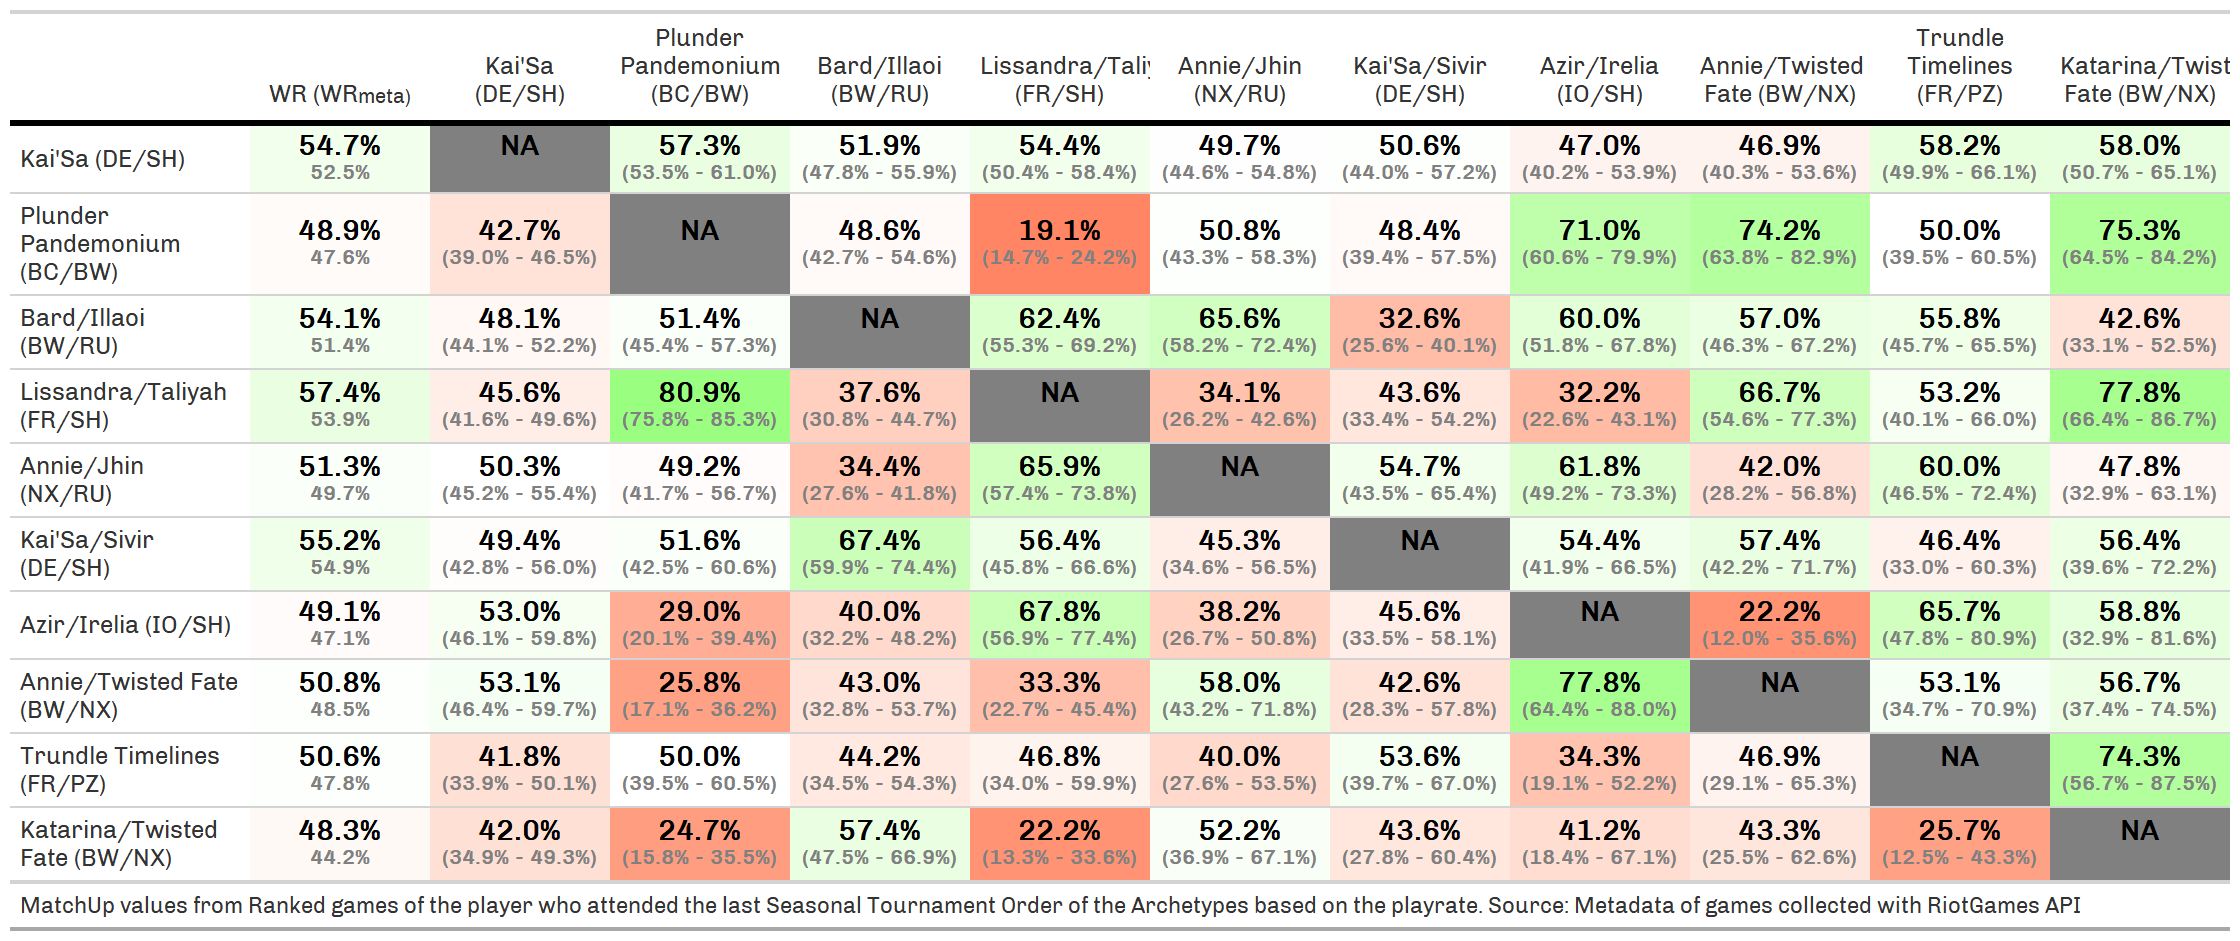 Plunder Trundle
Kai'Sa Pandemonium Bard/Illaoi Lissandra/Tali Annie/Jhin Kai'Sa/Sivir Azir/Irelia Annie/Twisted Timelines Katarina/Twist
WR (WRmeta) (DE/SH) (BC/BW) (BW/RU) (FR/SH) (NX/RU) (DE/SH) (IO/SH) Fate (BW/NX) (FR/PZ) Fate (BW/NX)
Kai'Sa (DE/SH) 54.7% NA 57.3% 51.9% 54.4% 49.7% 50.6% 47.0% 46.9% 58.2% 58.0%
52.5% (53.5% - 61.0%) (47.8% - 55.9%) (50.4% - 58.4%) (44.6% - 54.8%) (44.0% - 57.2%) (40.2% - 53.9%) (40.3% - 53.6%) (49.9% - 66.1%) (50.7% - 65.1%)
Plunder
Pandemonium 48.9% 42.7% NA 48.6% 19.1% 50.8% 48.4% 71.0% 74.2% 50.0% 75.3%
(BC/BW) 47.6% (39.0% - 46.5%) (42.7% - 54.6%) (14.7% - 24.2%) (43.3% - 58.3%) (39.4% - 57.5%) (60.6% - 79.9%) (63.8% - 82.9%) (39.5% - 60.5%) (64.5% - 84.2%)
Bard/Illaoi 54.1% 48.1% 51.4% NA 62.4% 65.6% 32.6% 60.0% 57.0% 55.8% 42.6%
(BW/RU) 51.4% (44.1% - 52.2%) (45.4% - 57.3%) (55.3% - 69.2%) (58.2% - 72.4%) (25.6% - 40.1%) (51.8% - 67.8%) (46.3% - 67.2%) (45.7% - 65.5%) (33.1% - 52.5%)
Lissandra/Taliyah 57.4% 45.6% 80.9% 37.6% NA 34.1% 43.6% 32.2% 66.7% 53.2% 77.8%
(FR/SH) 53.9% (41.6% - 49.6%) (75.8% - 85.3%) (30.8% - 44.7%) (26.2% - 42.6%) (33.4% - 54.2%) (22.6% - 43.1%) (54.6% - 77.3%) (40.1% - 66.0%) (66.4% - 86.7%)
Annie/Jhin 51.3% 50.3% 49.2% 34.4% 65.9% NA 54.7% 61.8% 42.0% 60.0% 47.8%
(NX/RU) 49.7% (45.2% - 55.4%) (41.7% - 56.7%) (27.6% - 41.8%) (57.4% - 73.8%) (43.5% - 65.4%) (49.2% - 73.3%) (28.2% - 56.8%) (46.5% - 72.4%) (32.9% - 63.1%)
Kai'Sa/Sivir 55.2% 49.4% 51.6% 67.4% 56.4% 45.3% NA 54.4% 57.4% 46.4% 56.4%
(DE/SH) 54.9% (42.8% - 56.0%) (42.5% - 60.6%) (59.9% - 74.4%) (45.8% - 66.6%) (34.6% - 56.5%) (41.9% - 66.5%) (42.2% - 71.7%) (33.0% - 60.3%) (39.6% - 72.2%)
Azir/Irelia (IO/SH) 49.1% 53.0% 29.0% 40.0% 67.8% 38.2% 45.6% NA 22.2% 65.7% 58.8%
47.1% (46.1% - 59.8%) (20.1% - 39.4%) (32.2% - 48.2%) (56.9% - 77.4%) (26.7% - 50.8%) (33.5% - 58.1%) (12.0% - 35.6%) (47.8% - 80.9%) (32.9% - 81.6%)
Annie/Twisted Fate 50.8% 53.1% 25.8% 43.0% 33.3% 58.0% 42.6% 77.8% NA 53.1% 56.7%
(BW/NX) 48.5% (46.4% - 59.7%) (17.1% - 36.2%) (32.8% - 53.7%) (22.7% - 45.4%) (43.2% - 71.8%) (28.3% - 57.8%) (64.4% - 88.0%) (34.7% - 70.9%) (37.4% - 74.5%)
Trundle Timelines 50.6% 41.8% 50.0% 44.2% 46.8% 40.0% 53.6% 34.3% 46.9% NA 74.3%
(FR/PZ) 47.8% (33.9% - 50.1%) (39.5% - 60.5%) (34.5% - 54.3%) (34.0% - 59.9%) (27.6% - 53.5%) (39.7% - 67.0%) (19.1% - 52.2%) (29.1% - 65.3%) (56.7% - 87.5%)
Katarina/Twisted 48.3% 42.0% 24.7% 57.4% 22.2% 52.2% 43.6% 41.2% 43.3% 25.7% NA
Fate (BW/NX) 44.2% (34.9% - 49.3%) (15.8% - 35.5%) (47.5% - 66.9%) (13.3% - 33.6%) (36.9% - 67.1%) (27.8% - 60.4%) (18.4% - 67.1%) (25.5% - 62.6%) (12.5% - 43.3%)
MatchUp values from Ranked games of the player who attended the last Seasonal Tournament Order of the Archetypes based on the playrate. Source: Metadata of games collected with RiotGames API